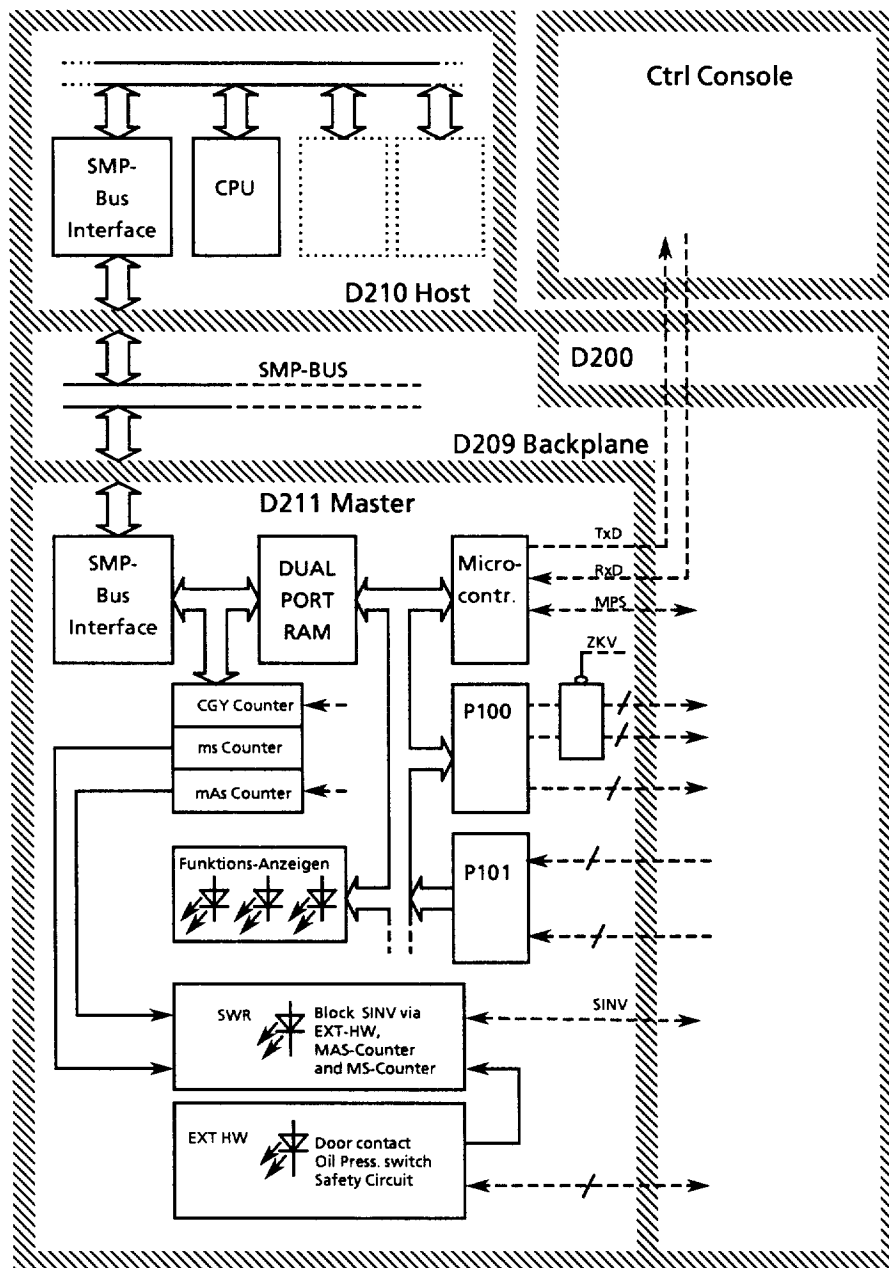 Ctrl Console
SMP-
Bus
Interface
CPU
D210 Host
D200
SMP-BUS
D209 Backplane
D211 Master
SMP-
Bus
Interface
DUAL
PORT
RAM
Micro-
contr.
TxD
RxD
MPS
ZKV
CGY Counter
ms Counter
mAs Counter
P100
Funktions-Anzeigen
P101
SWR
Block SINV via
EXT-HW,
MAS-Counter
and MS-Counter
SINV
EXT HW
Door contact
Oil Press. switch
Safety Circuit